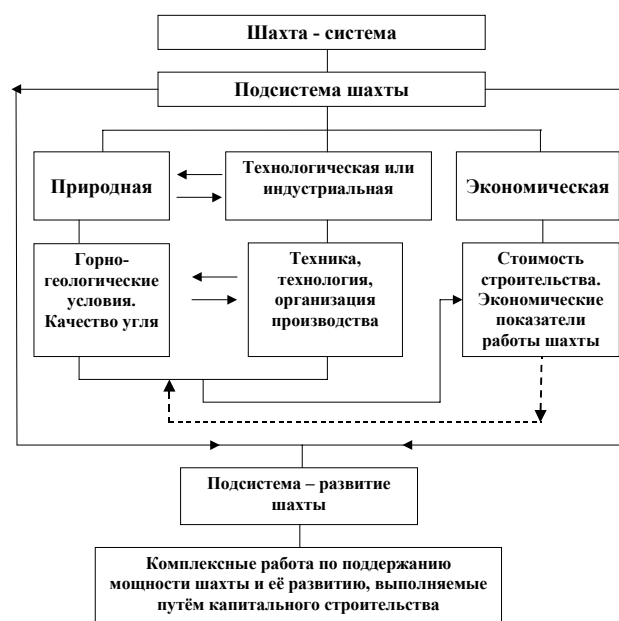 Шахта - система
Подсистема шахты
Природная
Технологическая или
индустриальная
Экономическая
Горно-
геологические
условия.
Качество угля
Техника,
технология,
организация
производства
Стоимость
строительства.
Экономические
показатели
работы шахты
Подсистема – развитие
шахты
Комплексные работа по поддержанию
мощности шахты и её развитию, выполняемые
путём капитального строительства